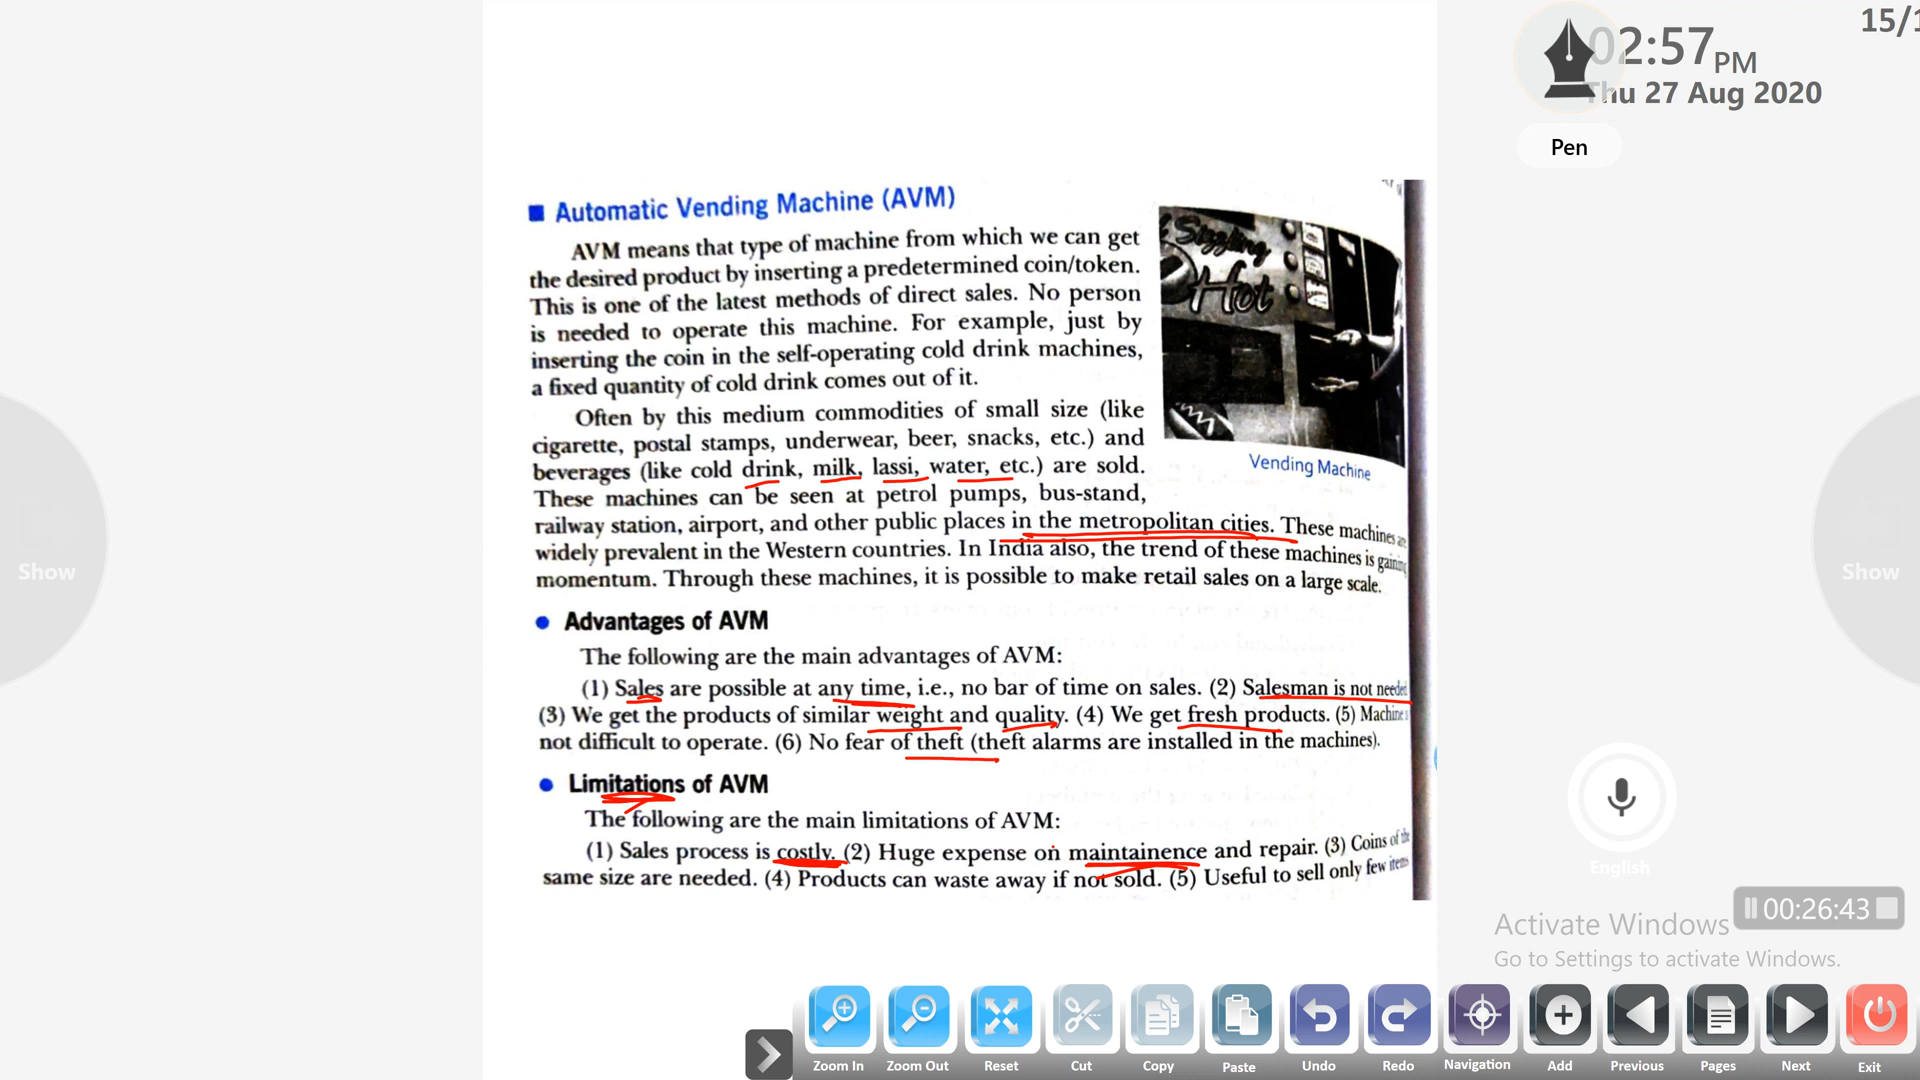 15/1
02:57 PM
Thu 27 Aug 2020
Pen
■ Automatic Vending Machine (AVM)
AVM means that type of machine from which we can get
the desired product by inserting a predetermined coin/token.
This is one of the latest methods of direct sales. No person
is needed to operate this machine. For example, just by
inserting the coin in the self-operating cold drink machines,
a fixed quantity of cold drink comes out of it.
Often by this medium commodities of small size (like
cigarette, postal stamps, underwear, beer, snacks, etc.) and
beverages (like cold drink, milk, lassi, water, etc.) are sold.
These machines can be seen at petrol pumps, bus-stand,
railway station, airport, and other public places in the metropolitan cities. These machines are
widely prevalent in the Western countries. In India also, the trend of these machines is gaining
momentum. Through these machines, it is possible to make retail sales on a large scale.
Sizzling
Hot
Vending Machine
• Advantages of AVM
The following are the main advantages of AVM:
(1) Sales are possible at any time, i.e., no bar of time on sales. (2) Salesman is not needed
(3) We get the products of similar weight and quality. (4) We get fresh products. (5) Machine is
not difficult to operate. (6) No fear of theft (theft alarms are installed in the machines).
• Limitations of AVM
The following are the main limitations of AVM:
(1) Sales process is costly. (2) Huge expense on maintainence and repair. (3) Coins of the
same size are needed. (4) Products can waste away if not sold. (5) Useful to sell only few items
Show
Show
English
00:26:43
Activate Windows
Go to Settings to activate Windows.
Zoom In
Zoom Out
Reset
Cut
Copy
Paste
Undo
Redo
Navigation
Add
Previous
Pages
Next
Exit